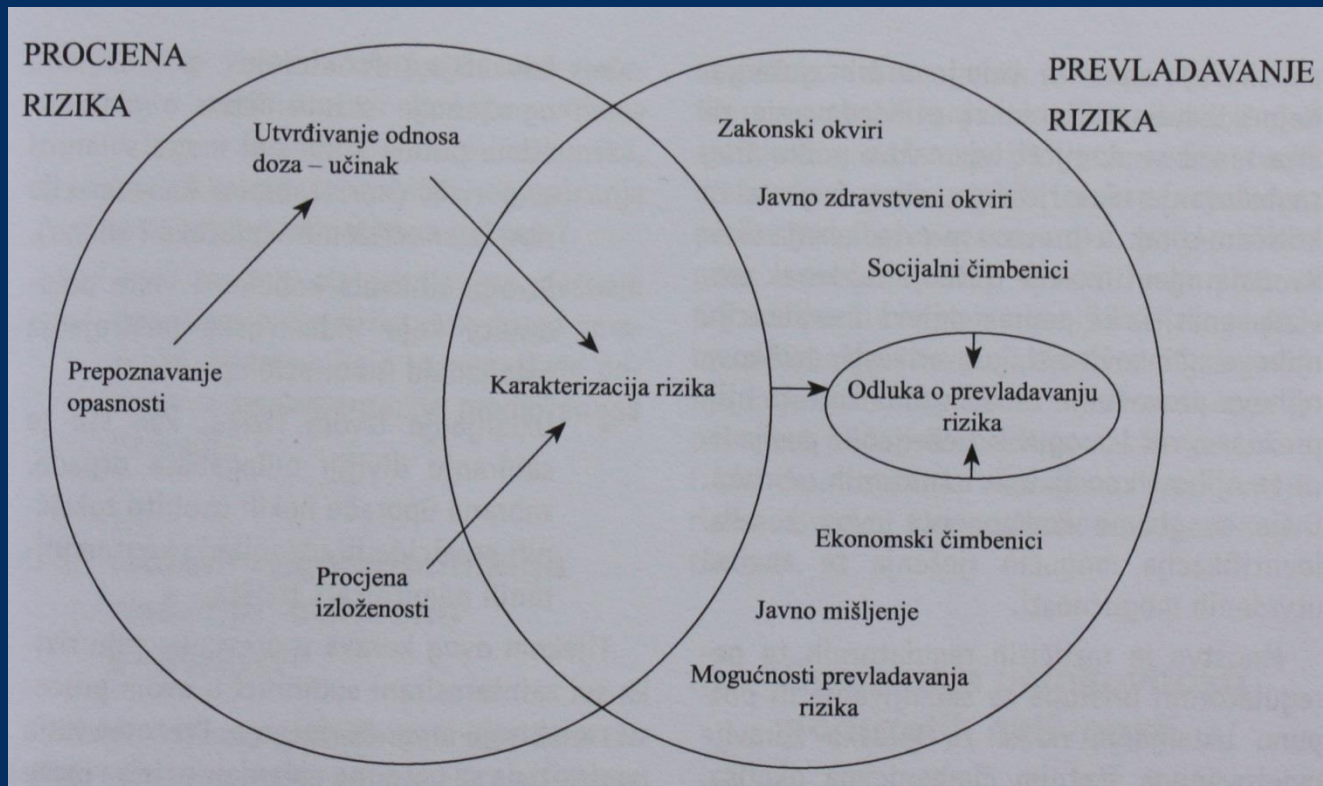 PROCJENA
RIZIKA
PREVLADAVANJE
RIZIKA
Utvrđivanje odnosa
doza – učinak
Prepoznavanje
opasnosti
Procjena
izloženosti
Karakterizacija rizika
Zakonski okviri
Javno zdravstveni okviri
Socijalni čimbenici
Odluka o prevladavanju
rizika
Ekonomski čimbenici
Javno mišljenje
Mogućnosti prevladavanja
rizika